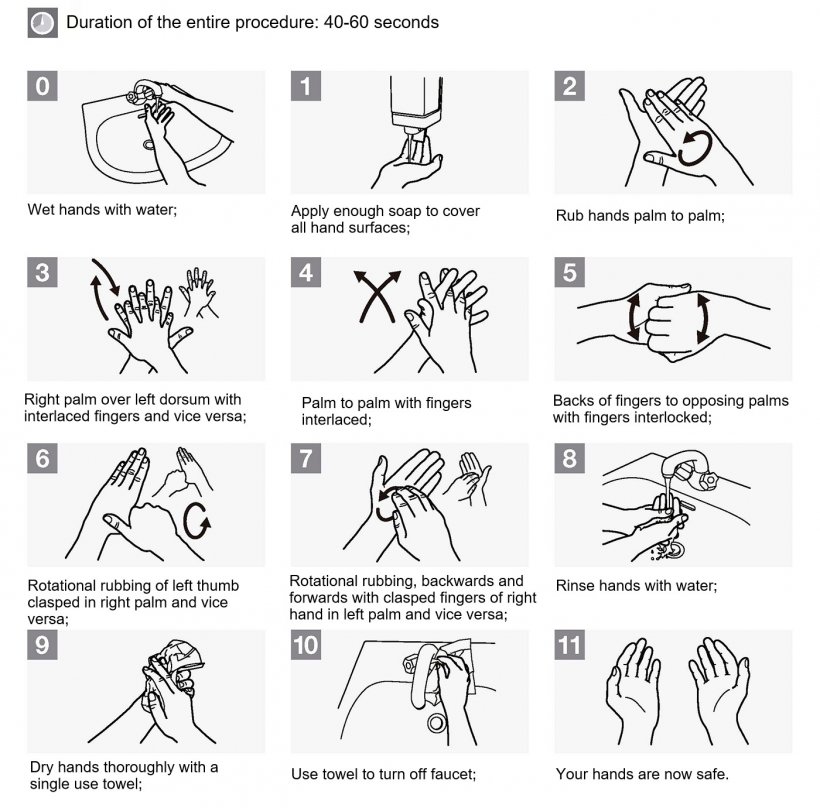 Duration of the entire procedure: 40-60 seconds
0
Wet hands with water;
1
Apply enough soap to cover
all hand surfaces;
2
Rub hands palm to palm;
3
Right palm over left dorsum with
interlaced fingers and vice versa;
4
Palm to palm with fingers
interlaced;
5
Backs of fingers to opposing palms
with fingers interlocked;
6
Rotational rubbing of left thumb
clasped in right palm and vice
versa;
7
Rotational rubbing, backwards and
forwards with clasped fingers of right
hand in left palm and vice versa;
8
Rinse hands with water;
9
Dry hands thoroughly with a
single use towel;
10
Use towel to turn off faucet;
11
Your hands are now safe.